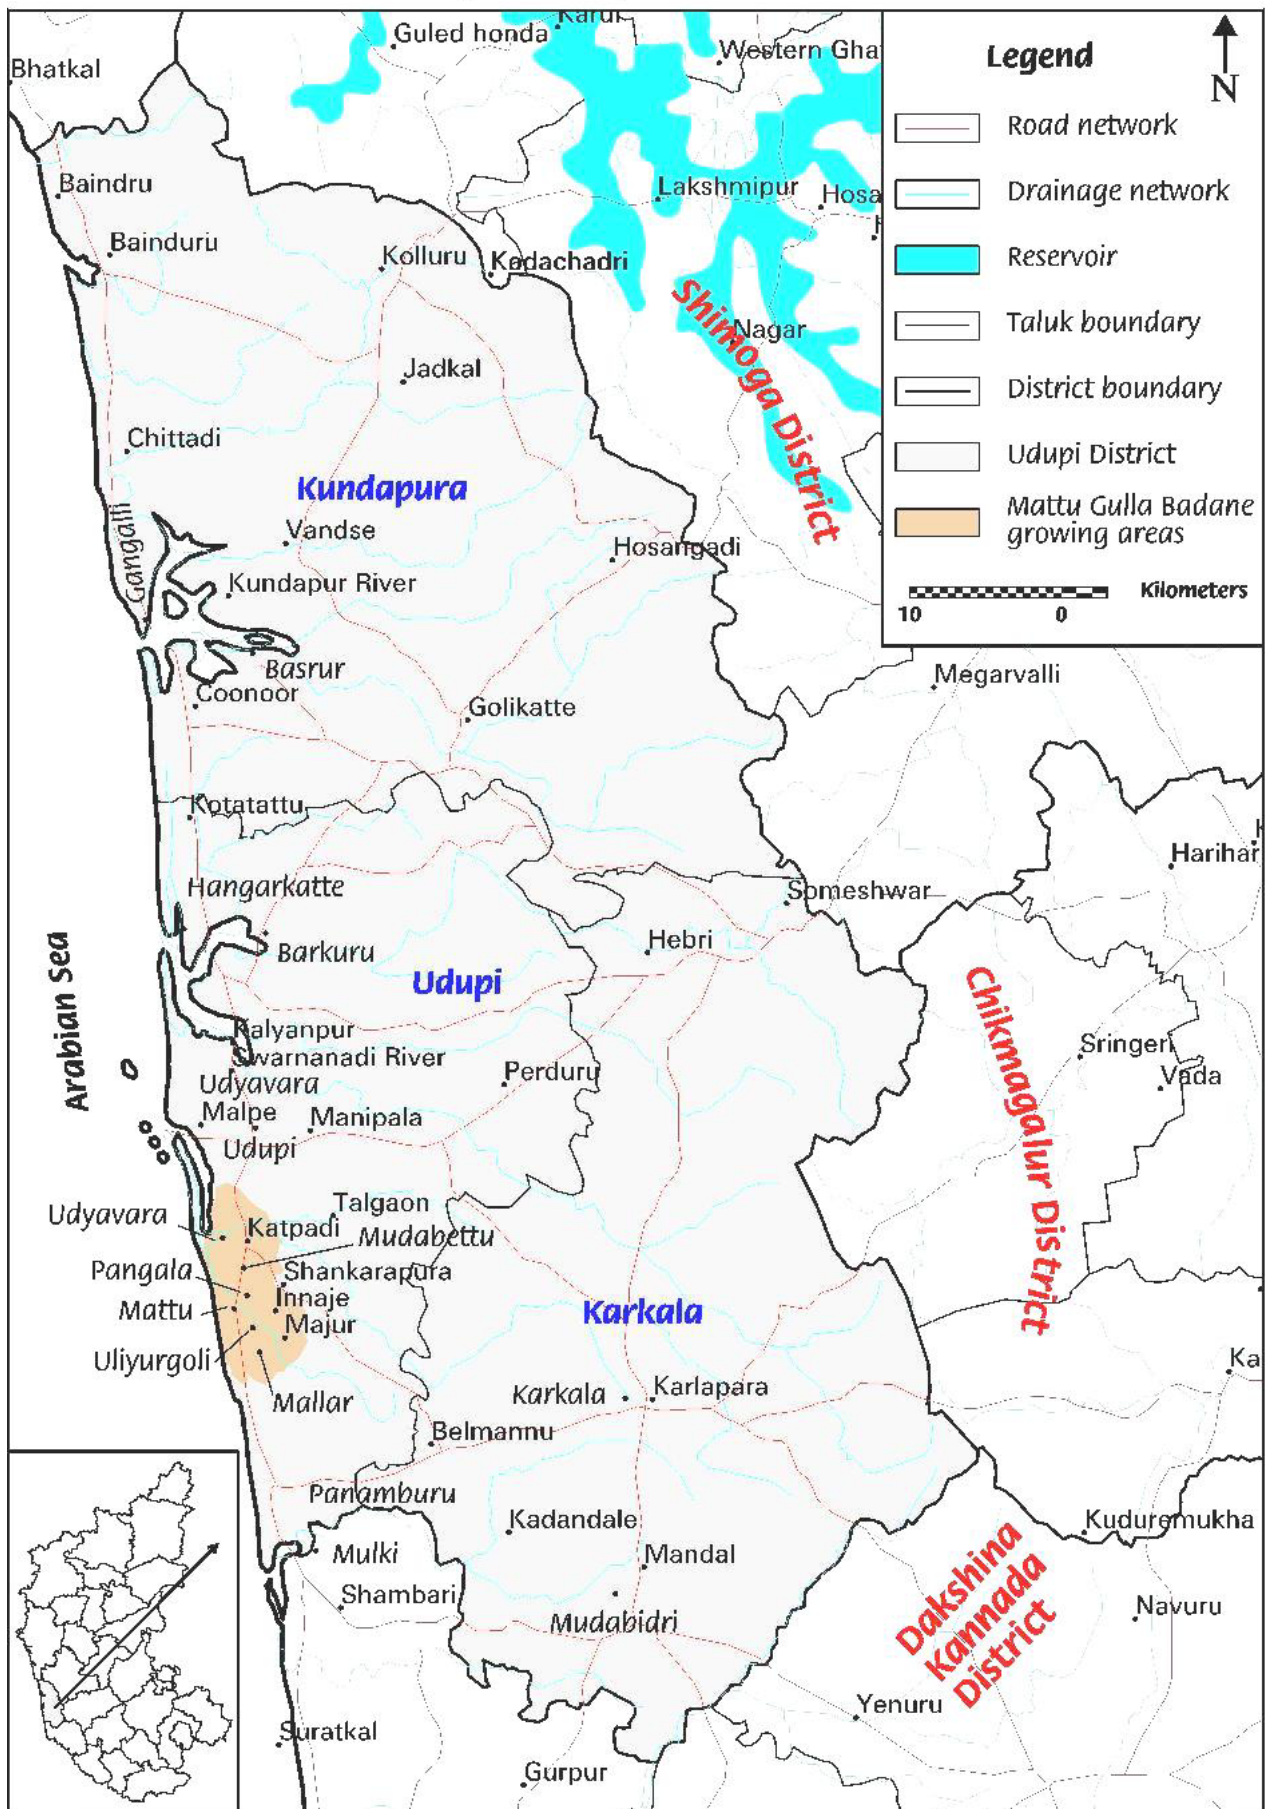 Karur
Guled honda
Western Gha
Bhatkal
Legend
N
Road network
Baindru
Lakshmipur
Hosa
Drainage network
Bainduru
Kolluru
Kodachadri
Reservoir
Shimoga District
Nagar
Taluk boundary
Jadkal
District boundary
Chittadi
Udupi District
Kundapura
Mattu Gulla Badane
growing areas
Gangalli
Vandse
Hosangadi
Kundapur River
Kilometers
10
0
Basrur
Coonoor
Megarvalli
Golikatte
Kotatattu
Harihar
Hangarkatte
Someshwar
Barkuru
Hebri
Arabian Sea
Udupi
Chikmagalur District
Kalyanpur
Swarnanadi River
Sringeri
Udyavara
Perduru
Vada
Malpe
Manipala
Udupi
Talgaon
Udyavara
Katpadi
Mudabettu
Pangala
Shankarapura
Innaje
Mattu
Majur
Karkala
Uliyurgoli
Ka
Mallar
Karkala
Karlapara
Belmannu
Panamburu
Kadandale
Kuduremukha
Mulki
Mandal
Dakshina
Kannada
District
Shambari
Navuru
Mudabidri
Yenuru
Suratkal
Gurpur